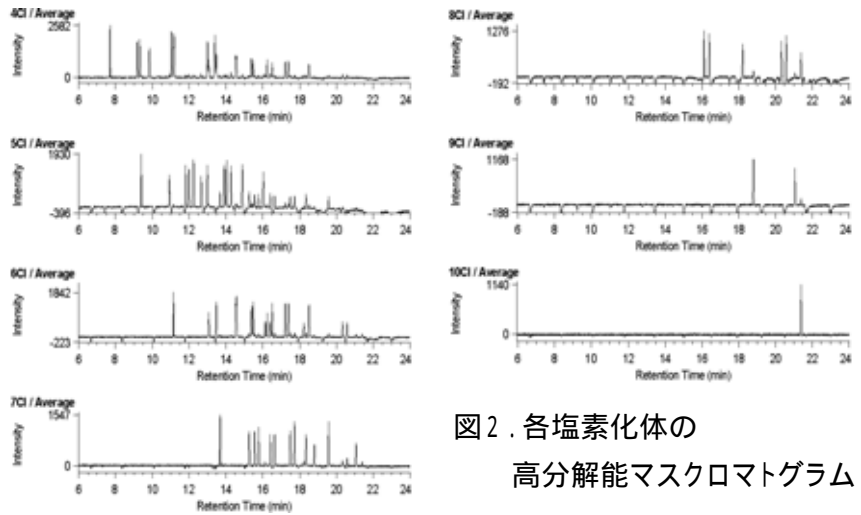 4Cl / Average
2582
Intensity
0
6 8 10 12 14 16 18 20 22 24
Retention Time (min)
5Cl / Average
1930
Intensity
-396
6 8 10 12 14 16 18 20 22 24
Retention Time (min)
6Cl / Average
1842
Intensity
-223
6 8 10 12 14 16 18 20 22 24
Retention Time (min)
7Cl / Average
1547
Intensity
0
6 8 10 12 14 16 18 20 22 24
Retention Time (min)
8Cl / Average
1276
Intensity
-192
6 8 10 12 14 16 18 20 22 24
Retention Time (min)
9Cl / Average
1168
Intensity
-188
6 8 10 12 14 16 18 20 22 24
Retention Time (min)
10Cl / Average
1140
Intensity
0
6 8 10 12 14 16 18 20 22 24
Retention Time (min)
図2.各塩素化体の
高分解能マスクロマトグラム